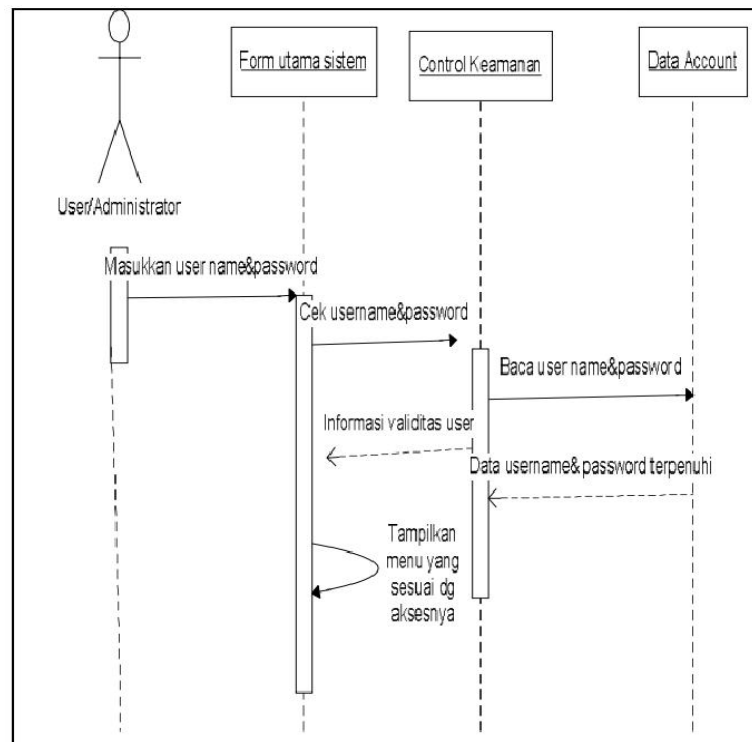 Form utama sistem
Control Keamanan
Data Account
User/Administrator
Masukkan user name&password
Cek username&password
Baca user name&password
Informasi validitas user
Data username&password terpenuhi
Tampilkan
menu yang
sesuai dg
aksesnya